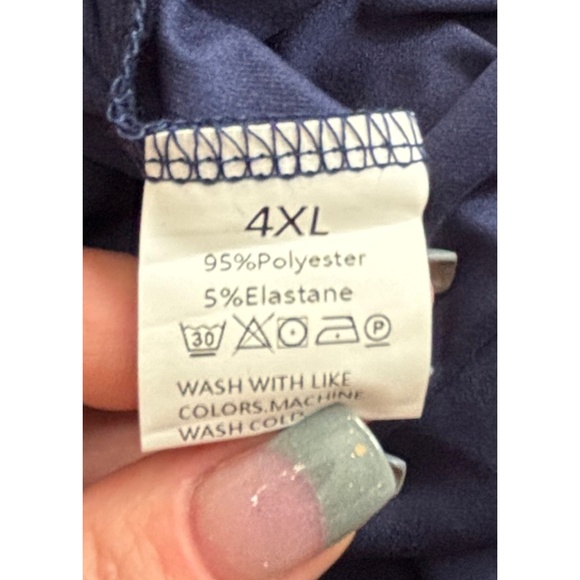 4XL
95%Polyester
5%Elastane
30 P
WASH WITH LIKE
COLORS.MACHINE
WASH COLD